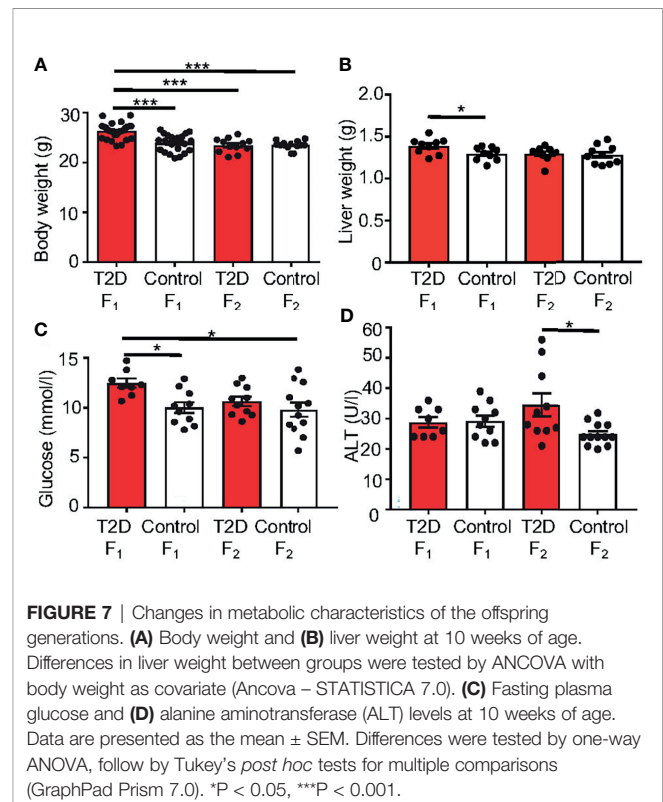 A
***
***
***
Body weight (g)
30
20
10
0
T2D Control T2D Control
F1 F1 F2 F2
B
*
Liver weight (g)
2.0
1.5
1.0
0.5
0.0
T2D Control T2D Control
F1 F1 F2 F2
C
*
*
Glucose (mmol/l)
15
10
5
0
T2D Control T2D Control
F1 F1 F2 F2
D
*
ALT (U/l)
60
50
40
30
20
10
0
T2D Control T2D Control
F1 F1 F2 F2
FIGURE 7 | Changes in metabolic characteristics of the offspring
generations. (A) Body weight and (B) liver weight at 10 weeks of age.
Differences in liver weight between groups were tested by ANCOVA with
body weight as covariate (Ancova – STATISTICA 7.0). (C) Fasting plasma
glucose and (D) alanine aminotransferase (ALT) levels at 10 weeks of age.
Data are presented as the mean ± SEM. Differences were tested by one-way
ANOVA, follow by Tukey's post hoc tests for multiple comparisons
(GraphPad Prism 7.0). *P < 0.05, ***P < 0.001.